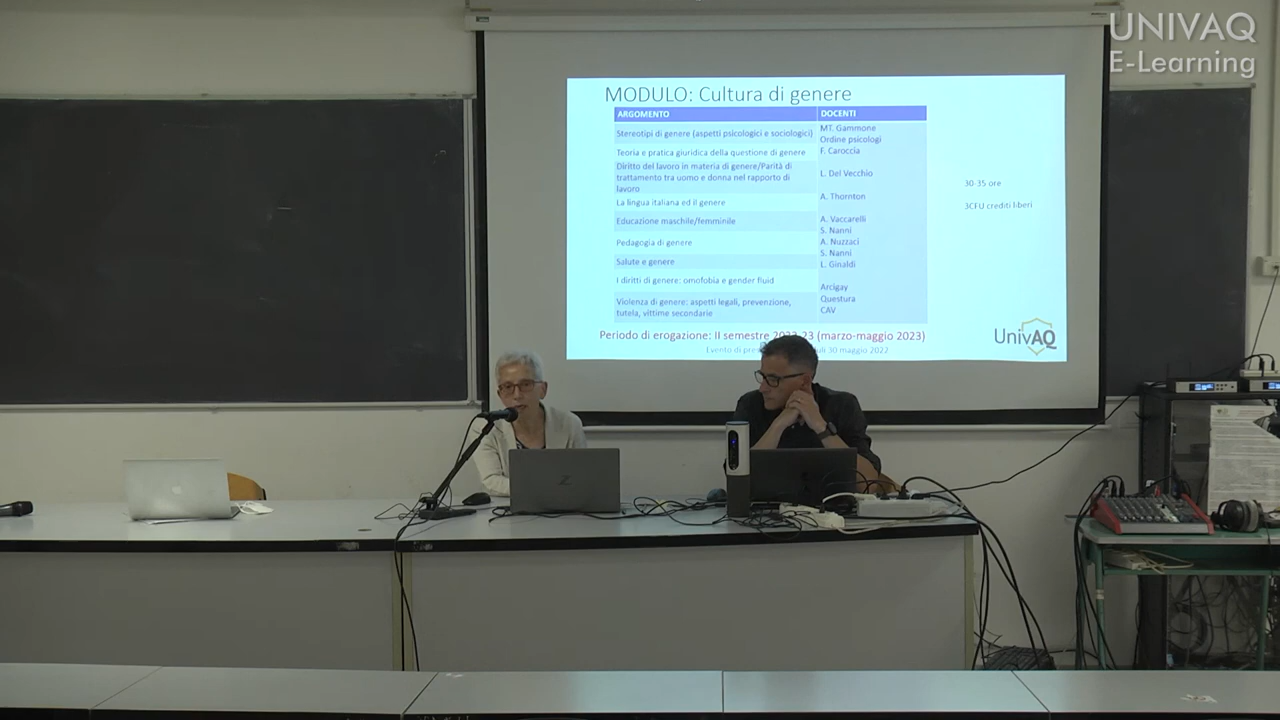 UNIVAQ
E-Learning
MODULO: Cultura di genere
ARGOMENTO
DOCENTI
Stereotipi di genere (aspetti psicologici e sociologici)
MT. Gammone
Ordine psicologi
Teoria e pratica giuridica della questione di genere
F. Caroccia
Diritto del lavoro in materia di genere/Parità di
trattamento tra uomo e donna nel rapporto di
lavoro
L. Del Vecchio
La lingua italiana ed il genere
A. Thornton
Educazione maschile/femminile
A. Vaccarelli
S. Nanni
Pedagogia di genere
A. Nuzzaci
S. Nanni
Salute e genere
L. Ginaldi
I diritti di genere: omofobia e gender fluid
Arcigay
Violenza di genere: aspetti legali, prevenzione,
tutela, vittime secondarie
Questura
CAV
30-35 ore
3CFU crediti liberi
Periodo di erogazione: II semestre 2022-23 (marzo-maggio 2023)
Evento di 30 maggio 2022
UnivAQ